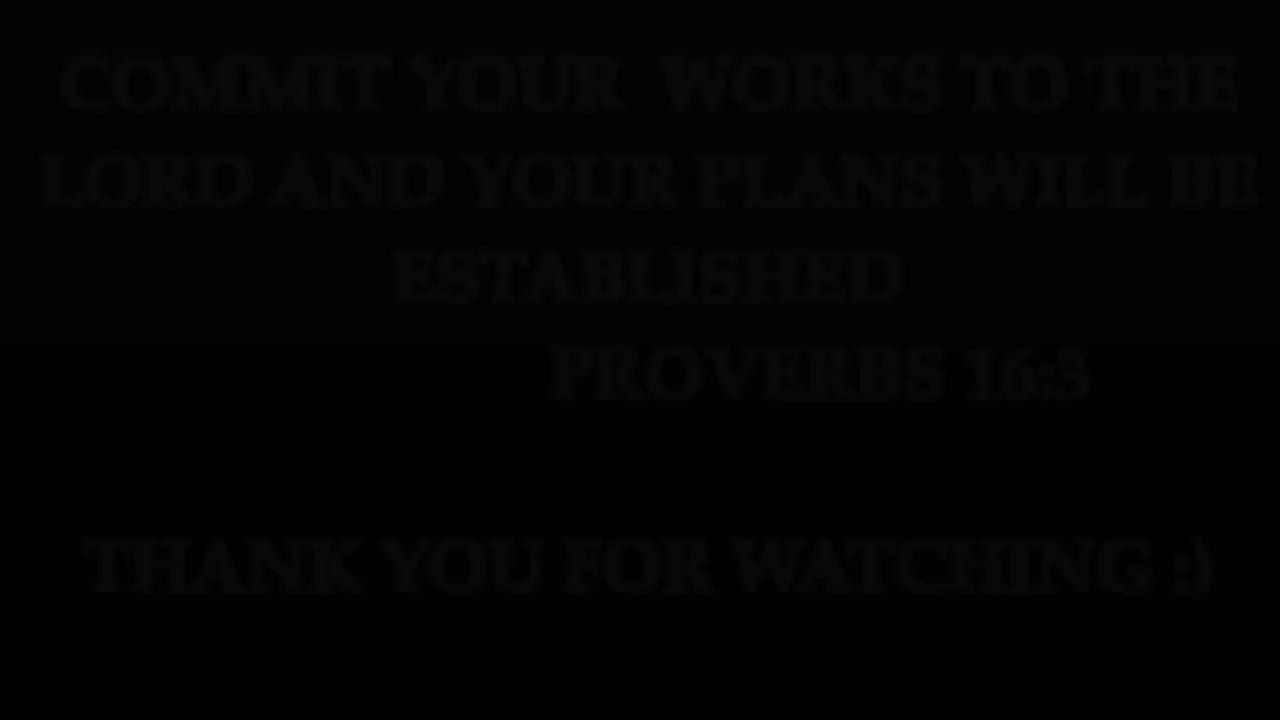 COMMIT YOUR WORKS TO THE
LORD AND YOUR PLANS WILL BE
ESTABLISHED
PROVERBS 16:3
THANK YOU FOR WATCHING :)